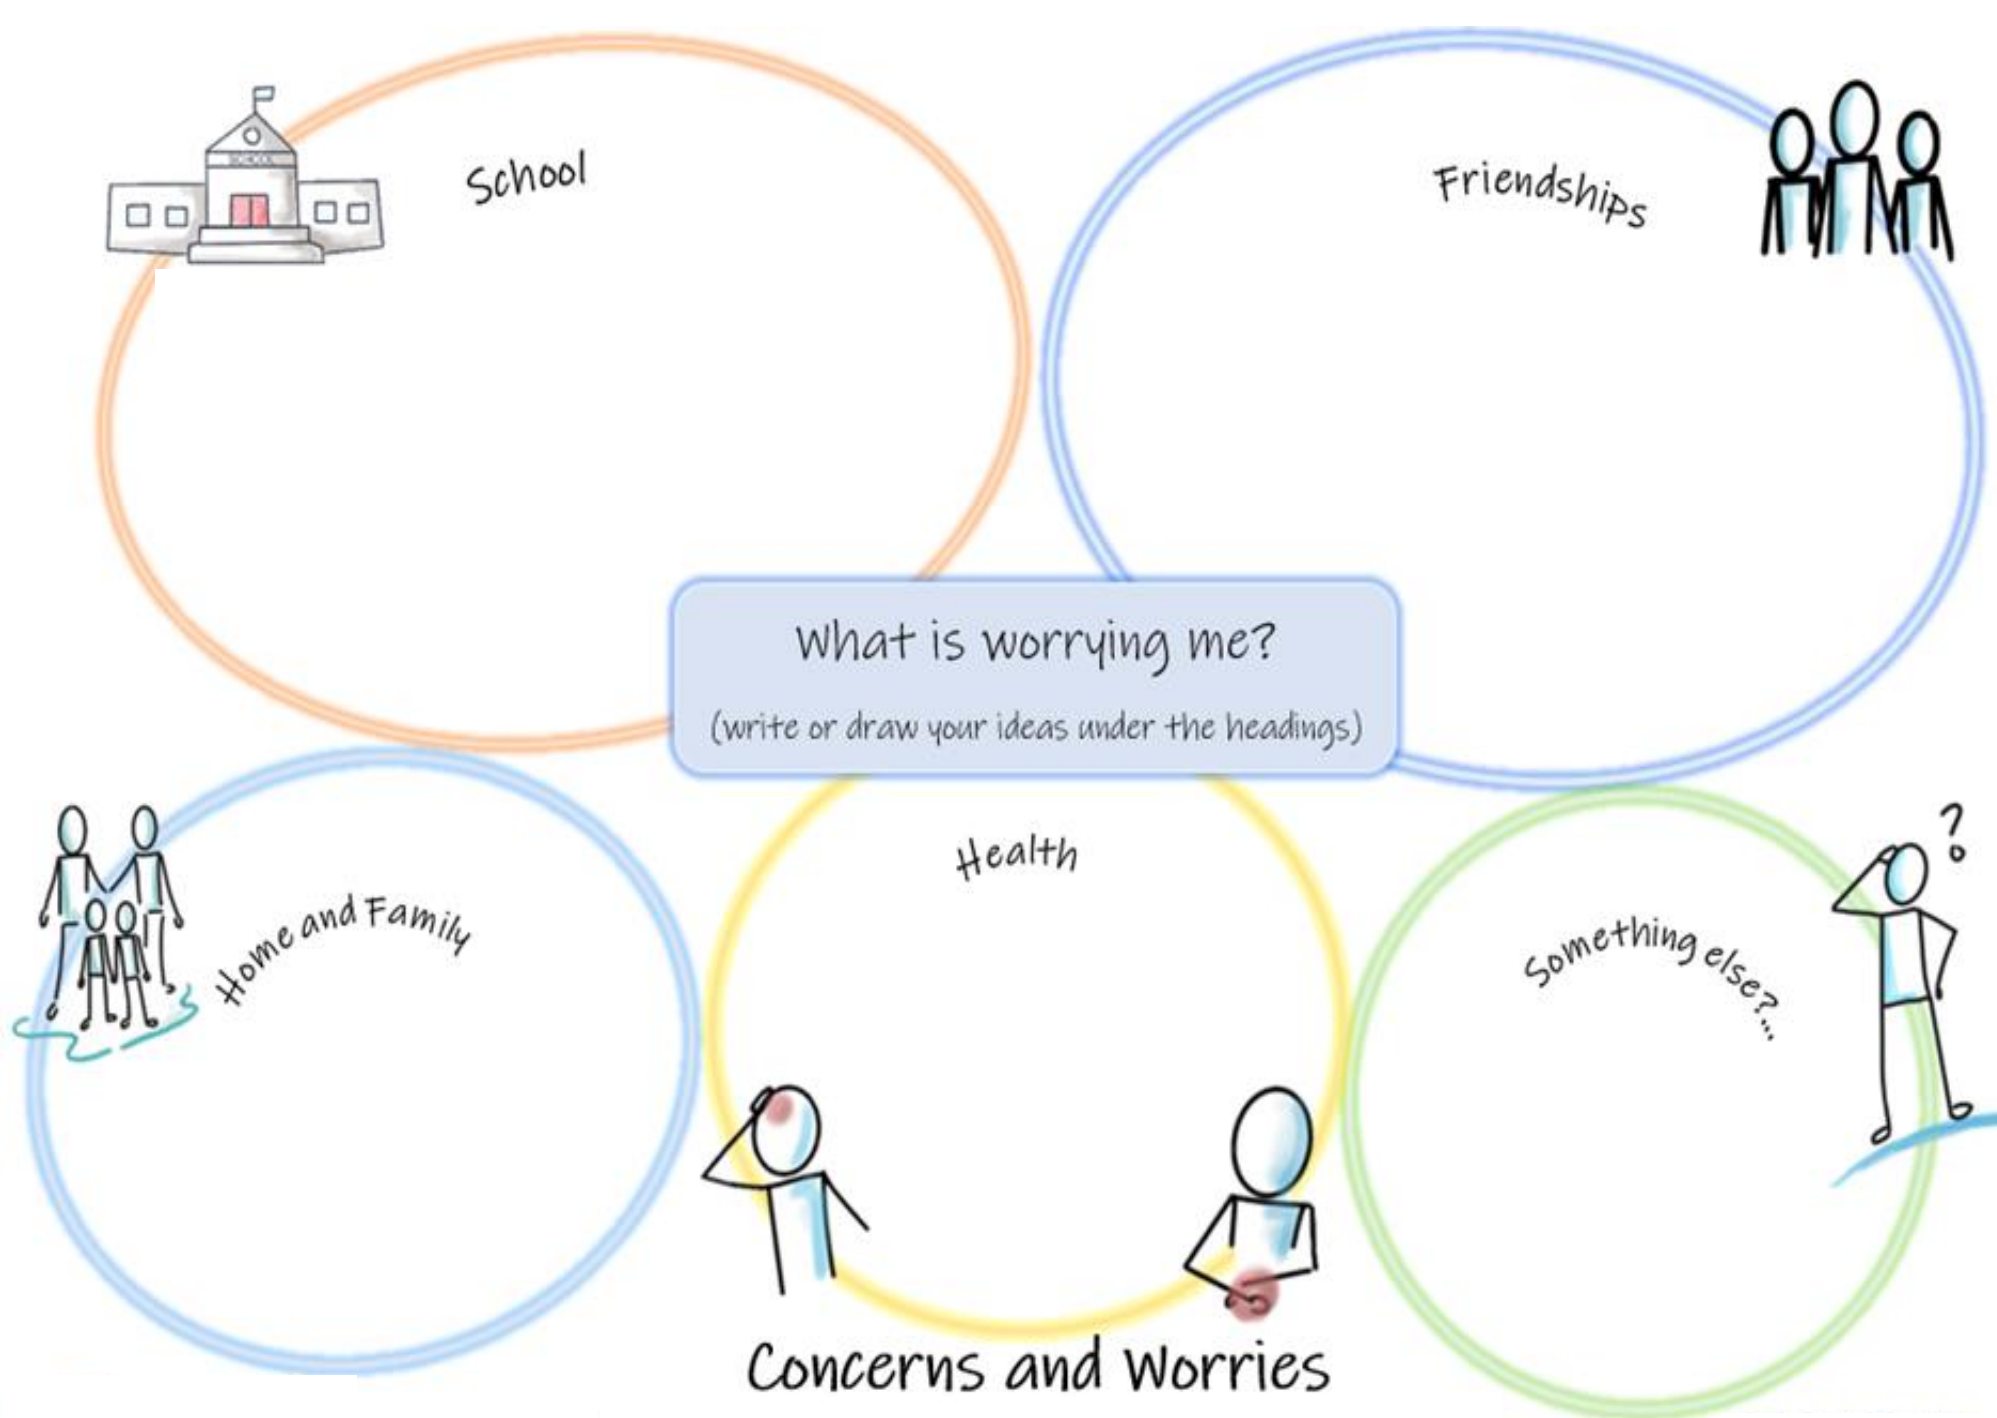 SCHOOL
School
Friendships
What is worrying me?
(write or draw your ideas under the headings)
Home and Family
Health
Something else?...
?
Concerns and Worries